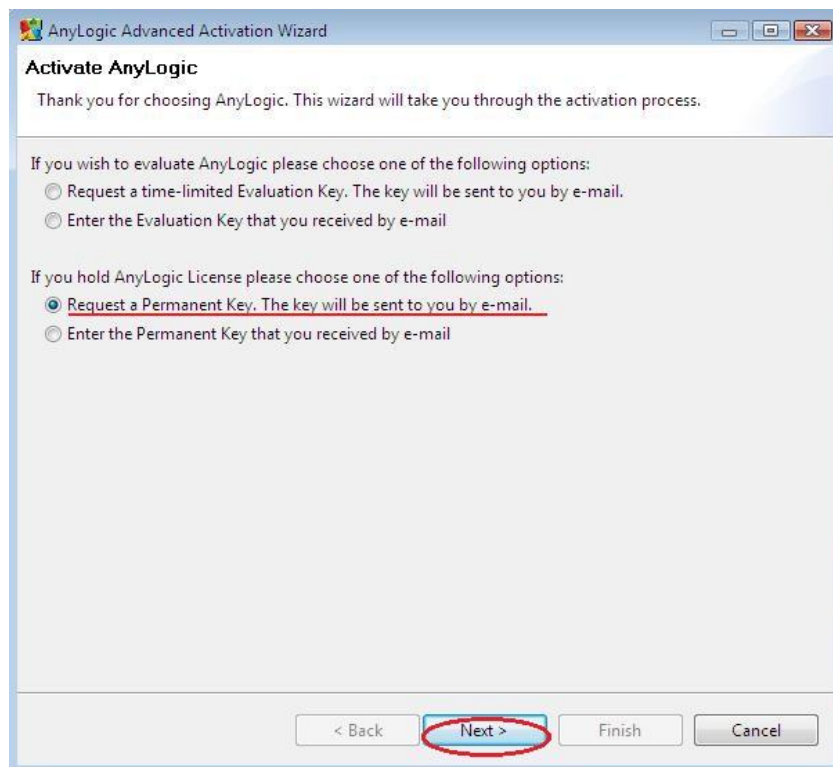 AnyLogic Advanced Activation Wizard
Activate AnyLogic
Thank you for choosing AnyLogic. This wizard will take you through the activation process.
If you wish to evaluate AnyLogic please choose one of the following options:
Request a time-limited Evaluation Key. The key will be sent to you by e-mail.
Enter the Evaluation Key that you received by e-mail
If you hold AnyLogic License please choose one of the following options:
Request a Permanent Key. The key will be sent to you by e-mail.
Enter the Permanent Key that you received by e-mail
< Back Next > Finish Cancel